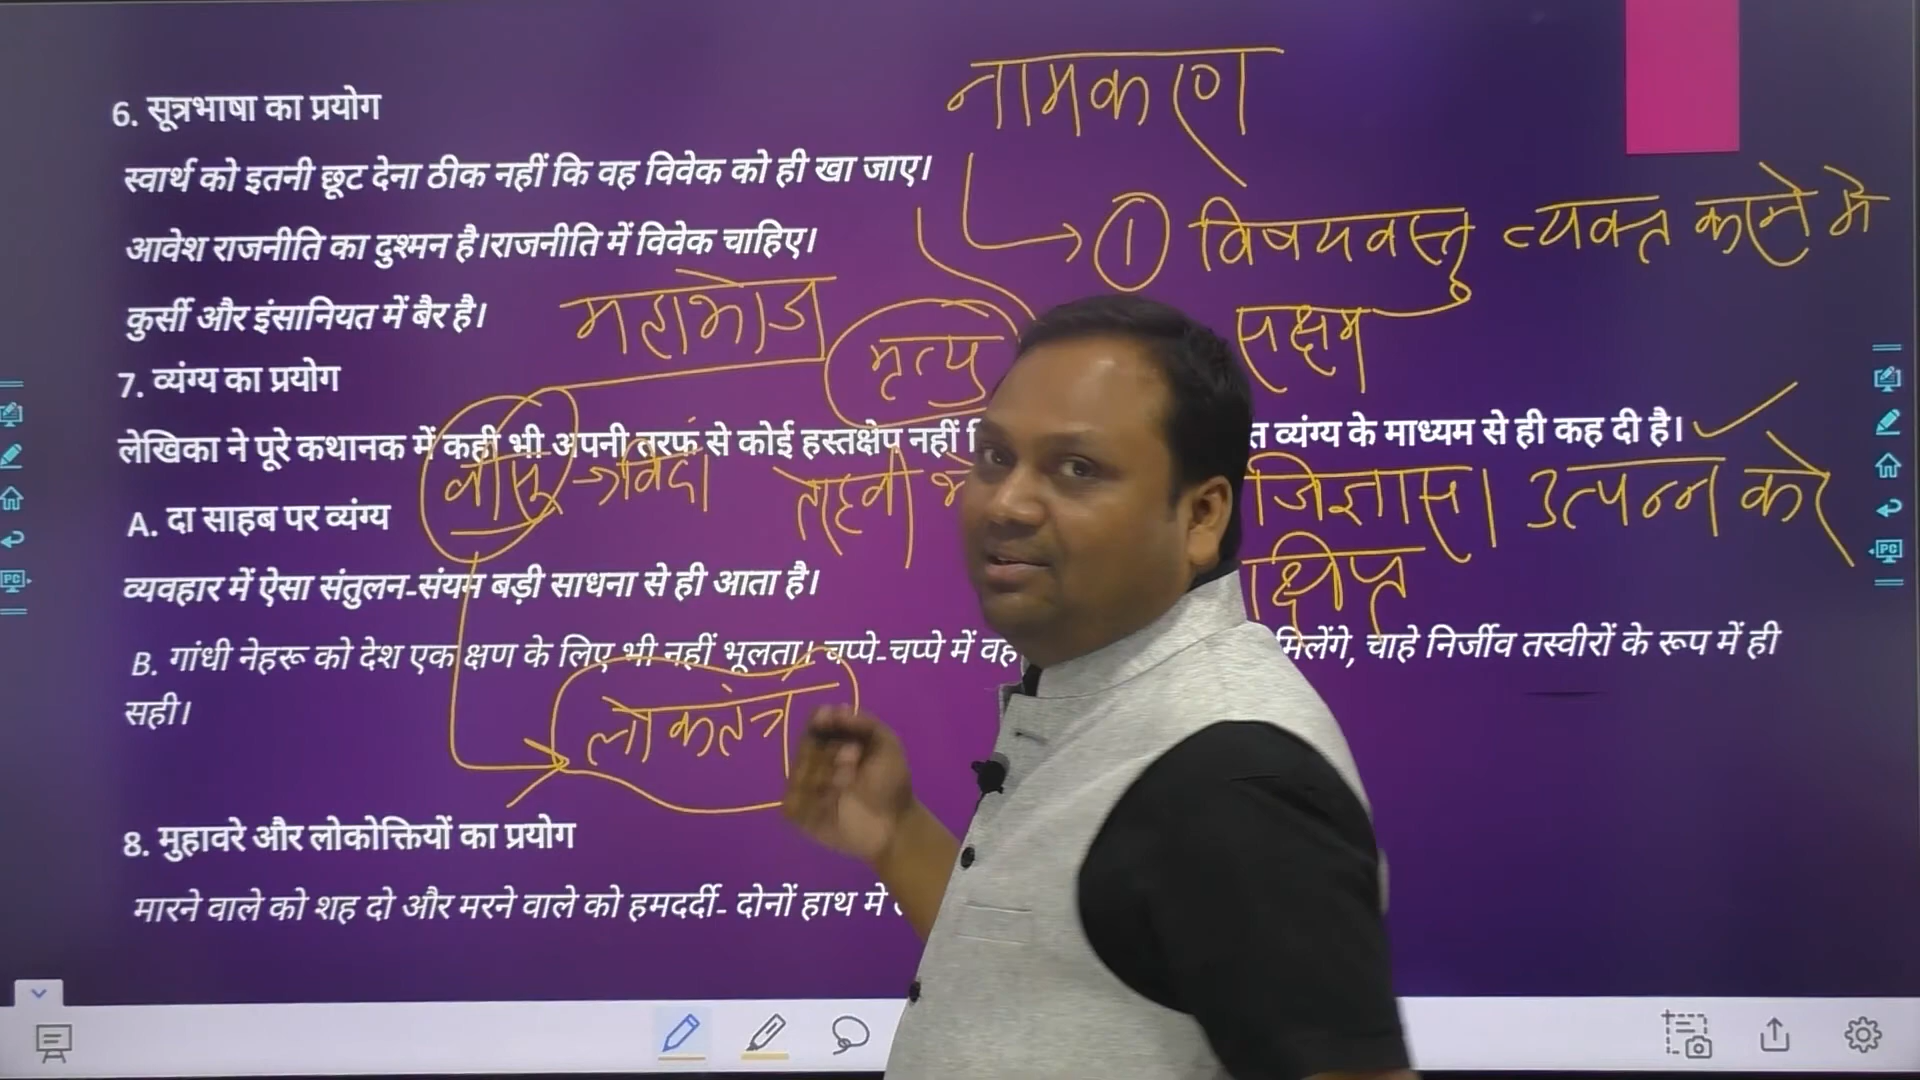 6. सूत्रभाषा का प्रयोग
स्वार्थ को इतनी छूट देना ठीक नहीं कि वह विवेक को ही खा जाए।
आवेश राजनीति का दुश्मन है।राजनीति में विवेक चाहिए।
कुर्सी और इंसानियत में बैर है।
7. व्यंग्य का प्रयोग
लेखिका ने पूरे कथानक में कहीं भी अपनी तरफ से कोई हस्तक्षेप नहीं
त व्यंग्य के माध्यम से ही कह दी है।
A. दा साहब पर व्यंग्य
व्यवहार में ऐसा संतुलन-संयम बड़ी साधना से ही आता है।
B. गांधी नेहरू को देश एक क्षण के लिए भी नहीं भूलता। चप्पे-चप्पे में वह
मिलेंगे, चाहे निर्जीव तस्वीरों के रूप में ही
सही।
8. मुहावरे और लोकोक्तियों का प्रयोग
मारने वाले को शह दो और मरने वाले को हमदर्दी- दोनों हाथ मे
नामकरण
① विषयवस्तु व्यक्त करने मे
सक्षम
महाभोज
मृत्यु
बीसू → बिंदा
जिज्ञासा उत्पन्न करे
क्षिप्त
लोकतंत्र
PC
PC